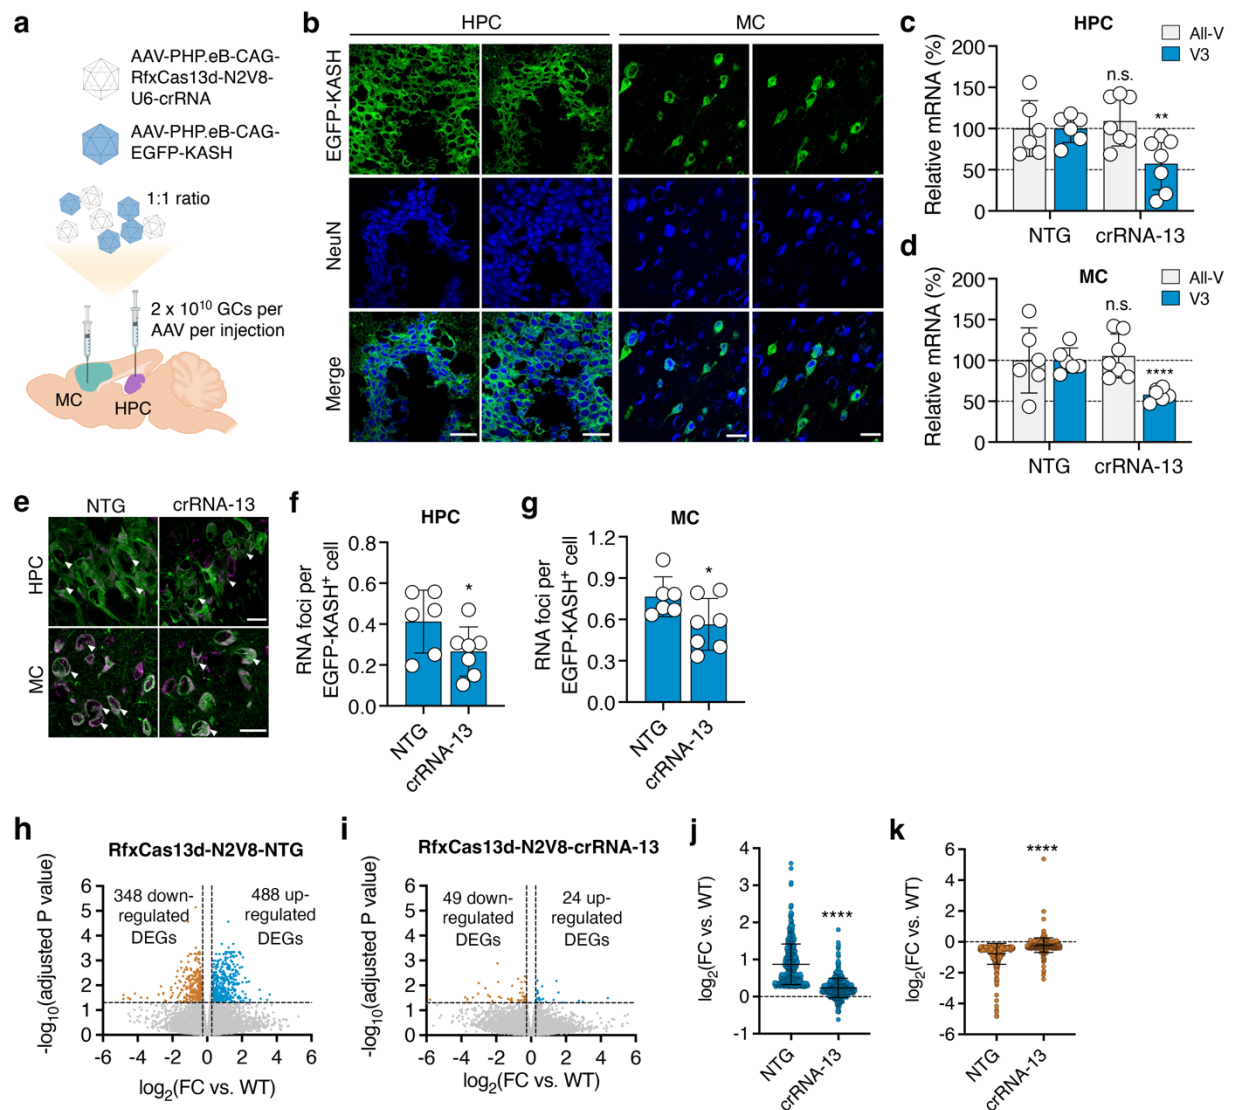 a
AAV-PHP.eB-CAG-
RfxCas13d-N2V8-
U6-crRNA
AAV-PHP.eB-CAG-
EGFP-KASH
1:1 ratio
2 x 10¹⁰ GCs per
AAV per injection
MC
HPC
b
HPC
MC
EGFP-KASH
NeuN
Merge
c
HPC
All-V
V3
Relative mRNA (%)
200
150
100
50
0
n.s.
**
NTG
crRNA-13
d
MC
All-V
V3
Relative mRNA (%)
200
150
100
50
0
n.s.
****
NTG
crRNA-13
e
NTG
crRNA-13
HPC
MC
f
HPC
RNA foci per
EGFP-KASH⁺ cell
0.8
0.6
0.4
0.2
0.0
*
NTG
crRNA-13
g
MC
RNA foci per
EGFP-KASH⁺ cell
1.2
0.9
0.6
0.3
0.0
*
NTG
crRNA-13
h
RfxCas13d-N2V8-NTG
-log₁₀(adjusted P value)
6
5
4
3
2
1
0
348 down-
regulated
DEGs
488 up-
regulated
DEGs
-6 -4 -2 0 2 4 6
log₂(FC vs. WT)
i
RfxCas13d-N2V8-crRNA-13
-log₁₀(adjusted P value)
6
5
4
3
2
1
0
49 down-
regulated
DEGs
24 up-
regulated
DEGs
-6 -4 -2 0 2 4 6
log₂(FC vs. WT)
j
log₂(FC vs. WT)
4
3
2
1
0
-1
****
NTG
crRNA-13
k
log₂(FC vs. WT)
6
4
2
0
-2
-4
-6
****
NTG
crRNA-13